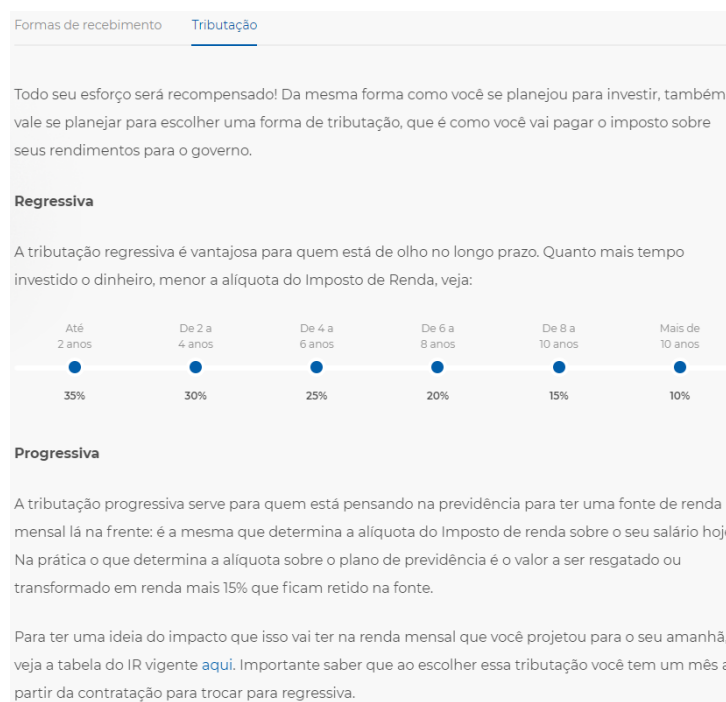 Formas de recebimento Tributação
Todo seu esforço será recompensado! Da mesma forma como você se planejou para investir, também
vale se planejar para escolher uma forma de tributação, que é como você vai pagar o imposto sobre
seus rendimentos para o governo.
Regressiva
A tributação regressiva é vantajosa para quem está de olho no longo prazo. Quanto mais tempo
investido o dinheiro, menor a alíquota do Imposto de Renda, veja:
Até De 2 a De 4 a De 6 a De 8 a Mais de
2 anos 4 anos 6 anos 8 anos 10 anos 10 anos
35% 30% 25% 20% 15% 10%
Progressiva
A tributação progressiva serve para quem está pensando na previdência para ter uma fonte de renda
mensal lá na frente: é a mesma que determina a alíquota do Imposto de renda sobre o seu salário
Na prática o que determina a alíquota sobre o plano de previdência é o valor a ser resgatado ou
transformado em renda mais 15% que ficam retido na fonte.
Para ter uma ideia do impacto que isso vai ter na renda mensal que você projetou para o seu amanhã,
veja a tabela do IR vigente aqui. Importante saber que ao escolher essa tributação você tem um mês a
partir da contratação para trocar para regressiva.